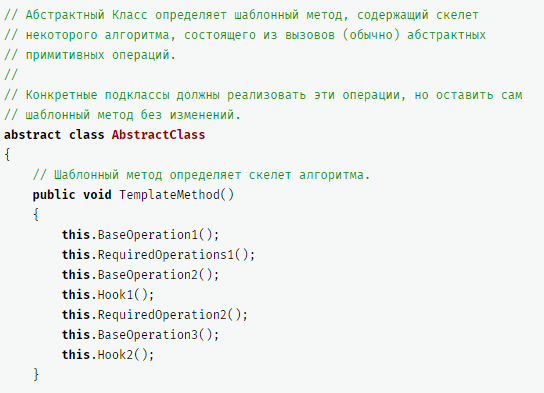 // Абстрактный Класс определяет шаблонный метод, содержащий скелет
// некоторого алгоритма, состоящего из вызовов (обычно) абстрактных
// примитивных операций.
//
// Конкретные подклассы должны реализовать эти операции, но оставить сам
// шаблонный метод без изменений.
abstract class AbstractClass
{
    // Шаблонный метод определяет скелет алгоритма.
    public void TemplateMethod()
    {
        this.BaseOperation1();
        this.RequiredOperations1();
        this.BaseOperation2();
        this.Hook1();
        this.RequiredOperation2();
        this.BaseOperation3();
        this.Hook2();
    }